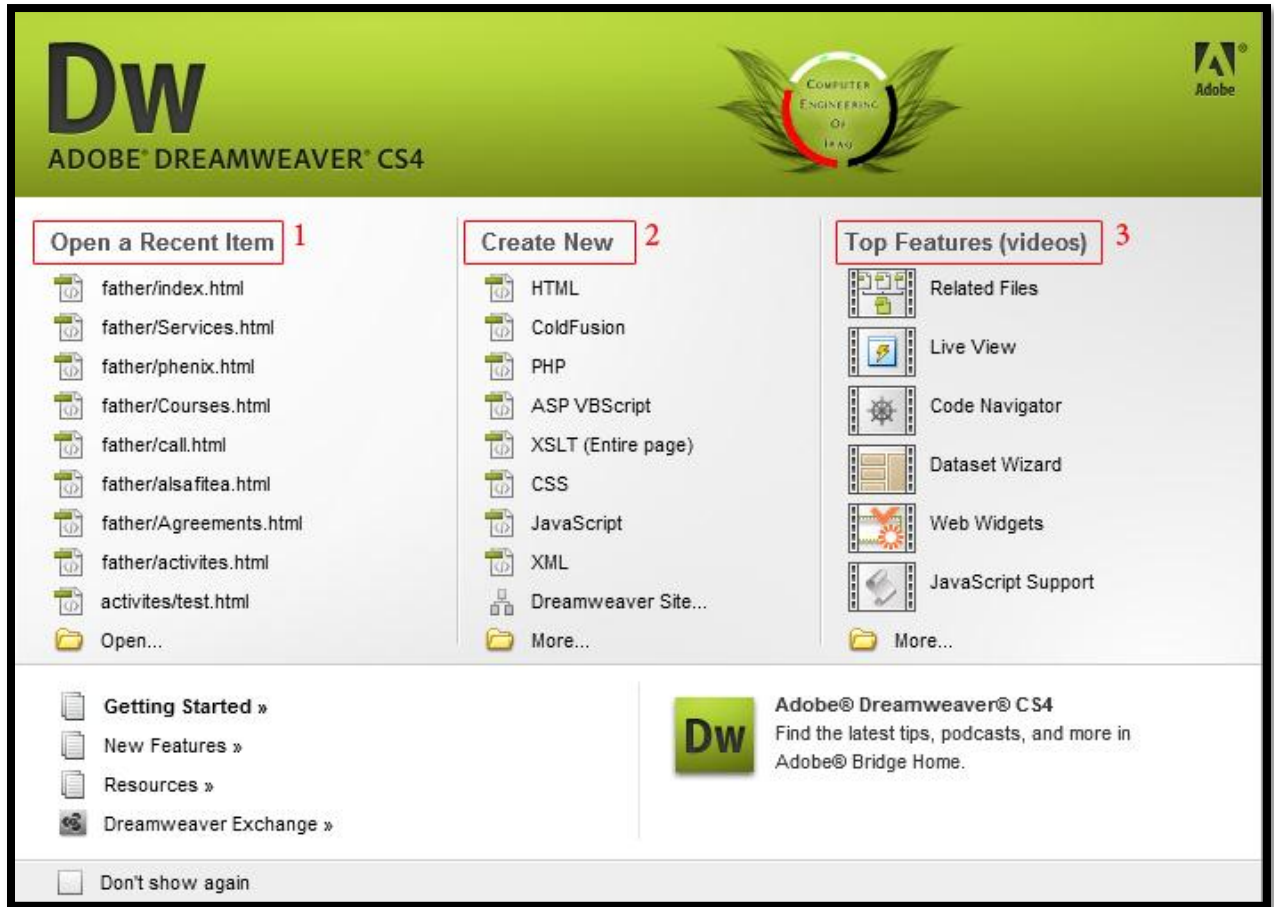 Dw
ADOBE® DREAMWEAVER® CS4
COMPUTER
ENGINEERING
OF
IRAQ
Adobe®
Open a Recent Item 1
father/index.html
father/Services.html
father/phenix.html
father/Courses.html
father/call.html
father/alsafitea.html
father/Agreements.html
father/activites.html
activites/test.html
Open...
Create New 2
HTML
ColdFusion
PHP
ASP VBScript
XSLT (Entire page)
CSS
JavaScript
XML
Dreamweaver Site...
More...
Top Features (videos) 3
Related Files
Live View
Code Navigator
Dataset Wizard
Web Widgets
JavaScript Support
More...
Getting Started »
New Features »
Resources »
Dreamweaver Exchange »
Dw
Adobe® Dreamweaver® CS4
Find the latest tips, podcasts, and more in
Adobe® Bridge Home.
Don't show again